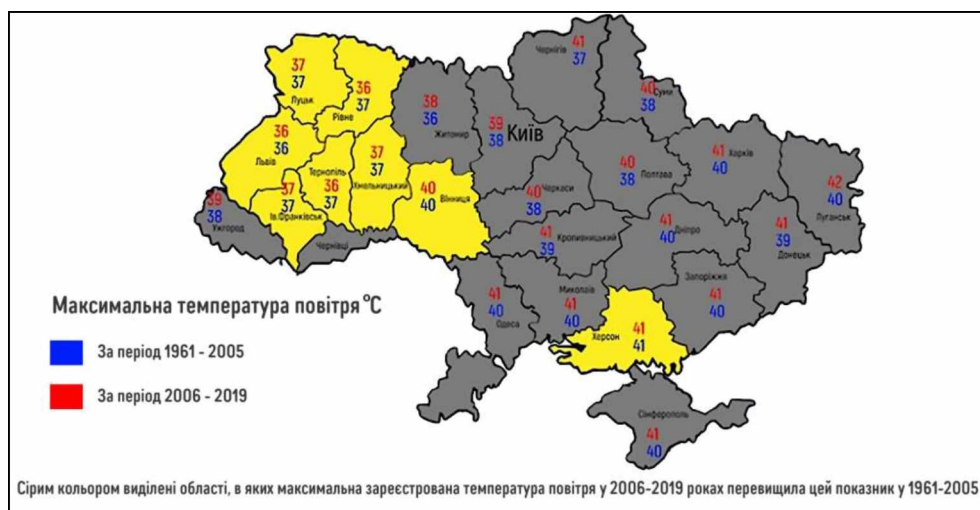 41
37
Чернігів
37
37
Луцьк
36
37
Рівне
38
36
Житомир
39
38
Київ
40
38
Суми
36
36
Львів
Тернопіль
36
37
37
37
Хмельницький
40
40
Вінниця
40
38
Черкаси
40
38
Полтава
41
40
Харків
42
40
Луганськ
39
38
Ужгород
37
37
Ів.Франківськ
Чернівці
41
39
Кропивницький
41
40
Дніпро
41
39
Донецьк
41
40
Одеса
Миколаїв
41
40
Запоріжжя
41
40
Херсон
41
41
Сімферополь
41
40
Максимальна температура повітря °C
За період 1961 - 2005
За період 2006 - 2019
Сірим кольором виділені області, в яких максимальна зареєстрована температура повітря у 2006-2019 роках перевищила цей показник у 1961-2005